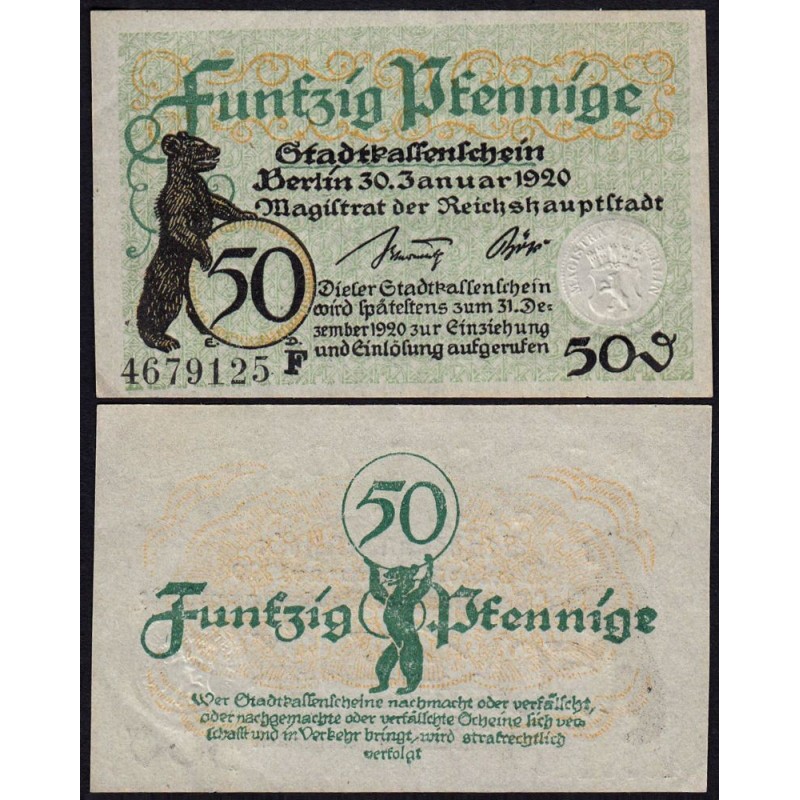 Funfzig Pfennige
Stadtkassenschein
Berlin 30. Januar 1920
Magistrat der Reichshauptstadt
50
Dieser Stadtkassenschein
wird spätestens zum 31. De-
zember 1920 zur Einziehung
und Einlösung aufgerufen
E. D.
4679125 F
50₰
50
Funfzig Pfennige
Wer Stadtkassenscheine nachmacht oder verfälscht,
oder nachgemachte oder verfälschte Scheine sich ver-
schafft und in Verkehr bringt, wird strafrechtlich
verfolgt